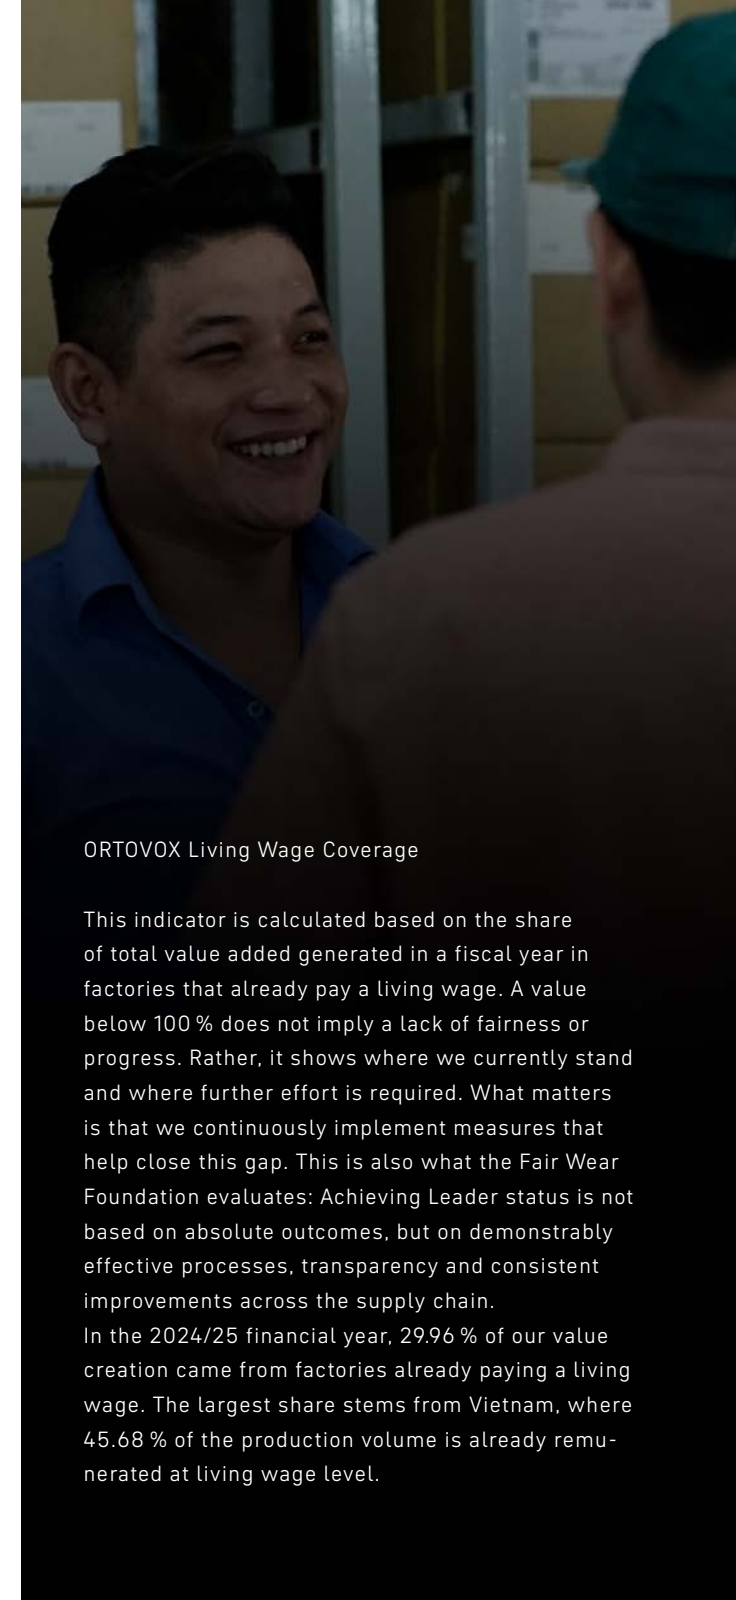 ORTOVOX Living Wage Coverage
This indicator is calculated based on the share
of total value added generated in a fiscal year in
factories that already pay a living wage. A value
below 100 % does not imply a lack of fairness or
progress. Rather, it shows where we currently stand
and where further effort is required. What matters
is that we continuously implement measures that
help close this gap. This is also what the Fair Wear
Foundation evaluates: Achieving Leader status is not
based on absolute outcomes, but on demonstrably
effective processes, transparency and consistent
improvements across the supply chain.
In the 2024/25 financial year, 29.96 % of our value
creation came from factories already paying a living
wage. The largest share stems from Vietnam, where
45.68 % of the production volume is already remu-
nerated at living wage level.